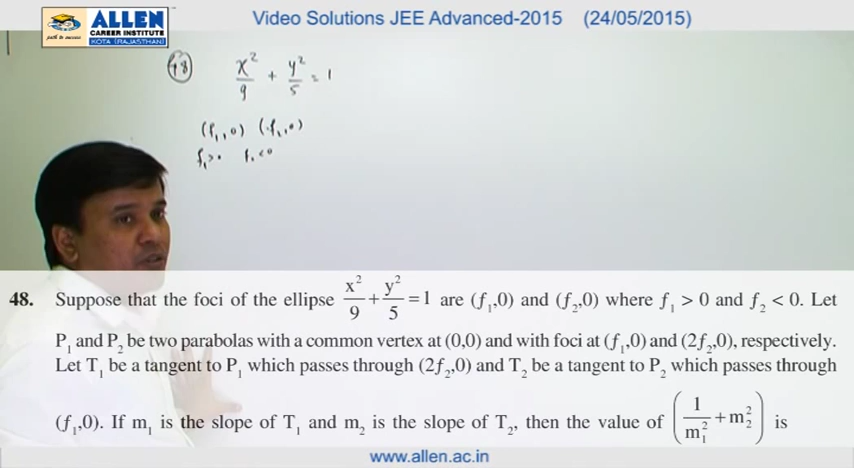 Video Solutions JEE Advanced-2015 (24/05/2015)
ALLEN
CAREER INSTITUTE
KOTA (RAJASTHAN)
path to success
48 x²/9 + y²/5 = 1
(f₁,0) (f₂,0)
f₁>0 f₂<0
48. Suppose that the foci of the ellipse x²/9 + y²/5 = 1 are (f₁,0) and (f₂,0) where f₁ > 0 and f₂ < 0. Let
P₁ and P₂ be two parabolas with a common vertex at (0,0) and with foci at (f₁,0) and (2f₂,0), respectively.
Let T₁ be a tangent to P₁ which passes through (2f₂,0) and T₂ be a tangent to P₂ which passes through
(f₁,0). If m₁ is the slope of T₁ and m₂ is the slope of T₂, then the value of (1/m₁² + m₂²) is
www.allen.ac.in